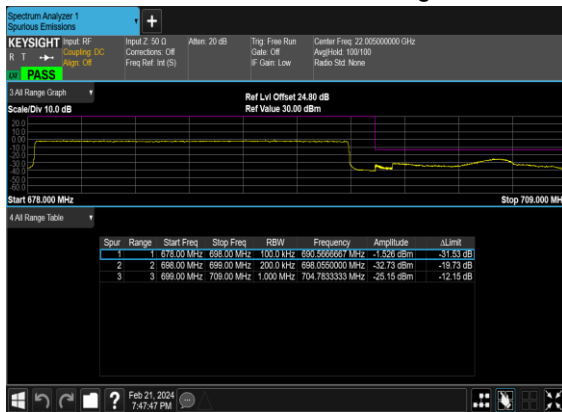 Spectrum Analyzer 1
Spurious Emissions
+
KEYSIGHT Input: RF Input Z: 50 Ω Atten: 20 dB Trig: Free Run Center Freq: 22.005000000 GHz
R T Coupling: DC Corrections: Off Gate: Off Avg|Hold: 100/100
Align: Off Freq Ref: Int (S) IF Gain: Low Radio Std: None
PASS
3 All Range Graph
Ref Lvl Offset 24.80 dB
Scale/Div 10.0 dB Ref Value 30.00 dBm
20.0
10.0
0.00
-10.0
-20.0
-30.0
-40.0
-50.0
-60.0
Start 678.000 MHz Stop 709.000 MH
4 All Range Table
Spur Range Start Freq Stop Freq RBW Frequency Amplitude ΔLimit
1 1 678.00 MHz 698.00 MHz 100.0 kHz 690.5666667 MHz -1.526 dBm -31.53 dB
2 2 698.00 MHz 699.00 MHz 200.0 kHz 698.0550000 MHz -32.73 dBm -19.73 dB
3 3 699.00 MHz 709.00 MHz 1.000 MHz 704.7833333 MHz -25.15 dBm -12.15 dB
? Feb 21, 2024
7:47:47 PM